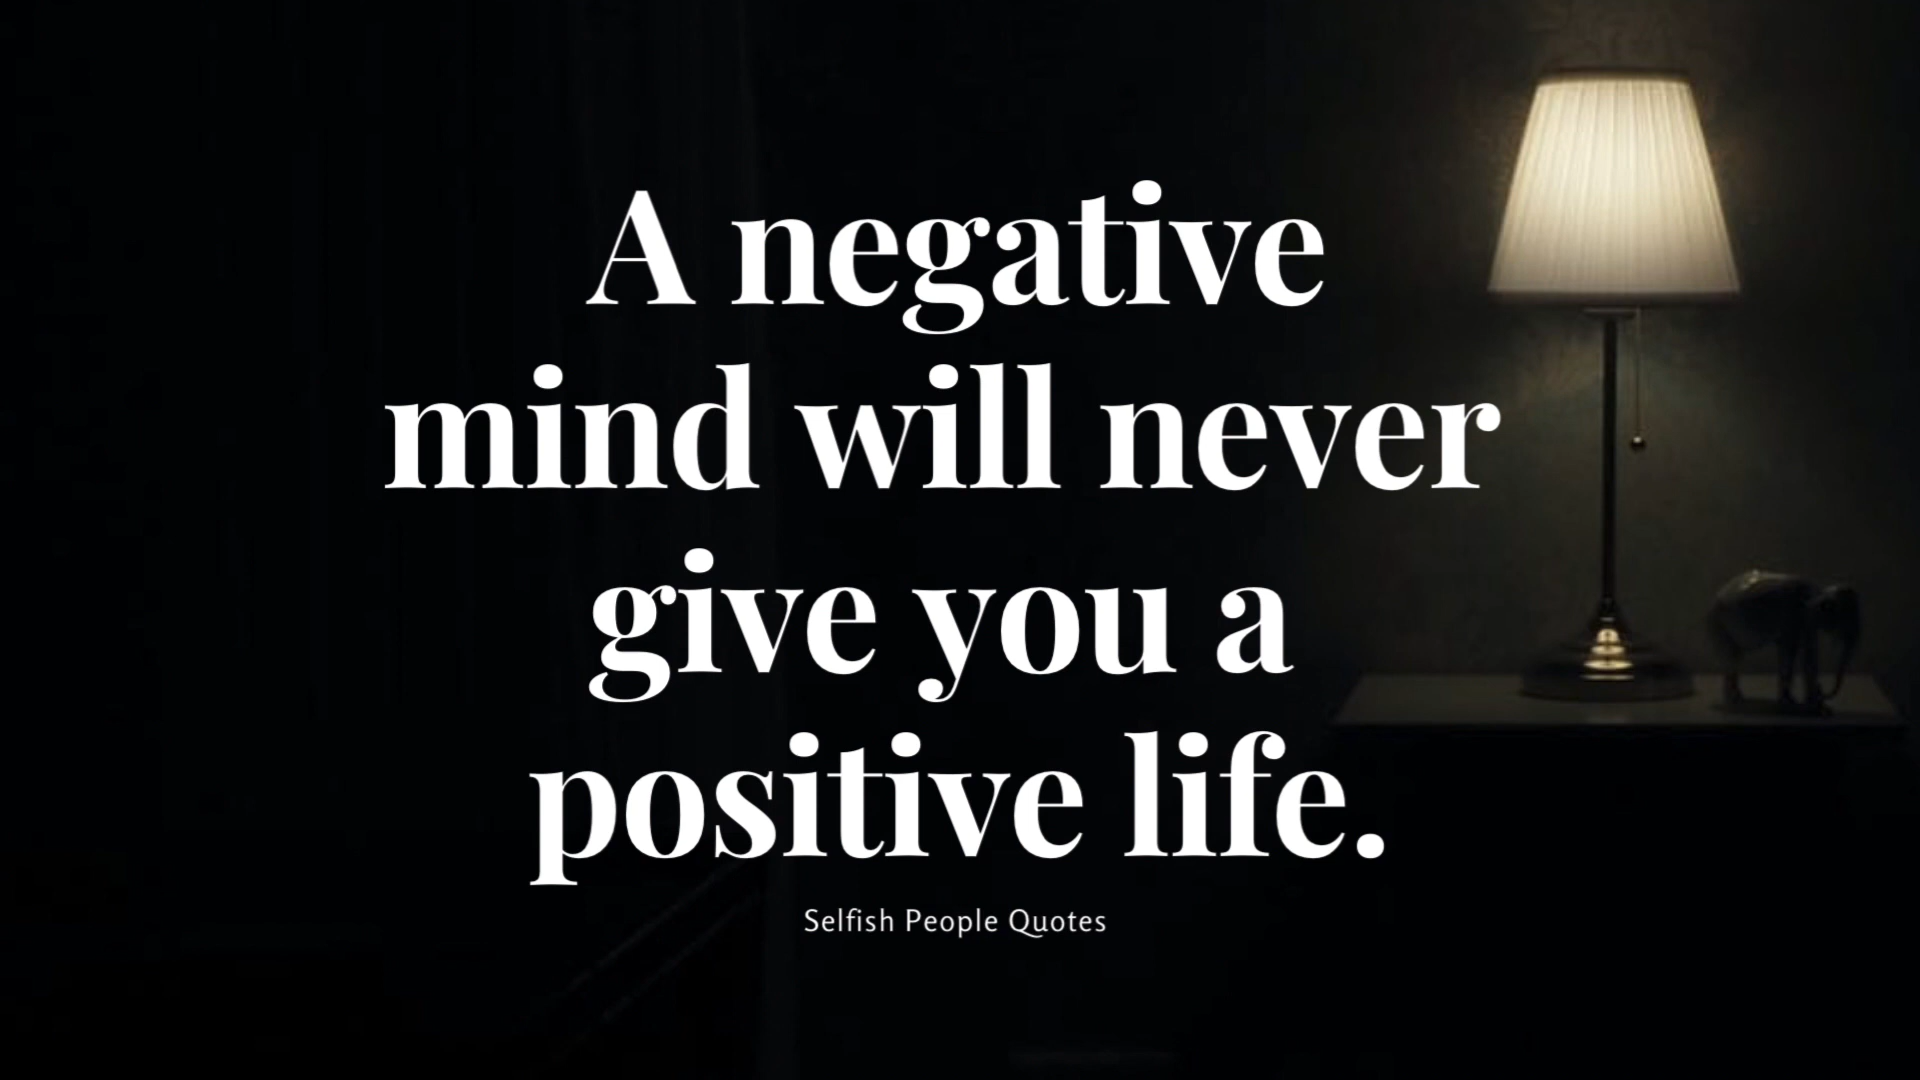 A negative
mind will never
give you a
positive life.
Selfish People Quotes